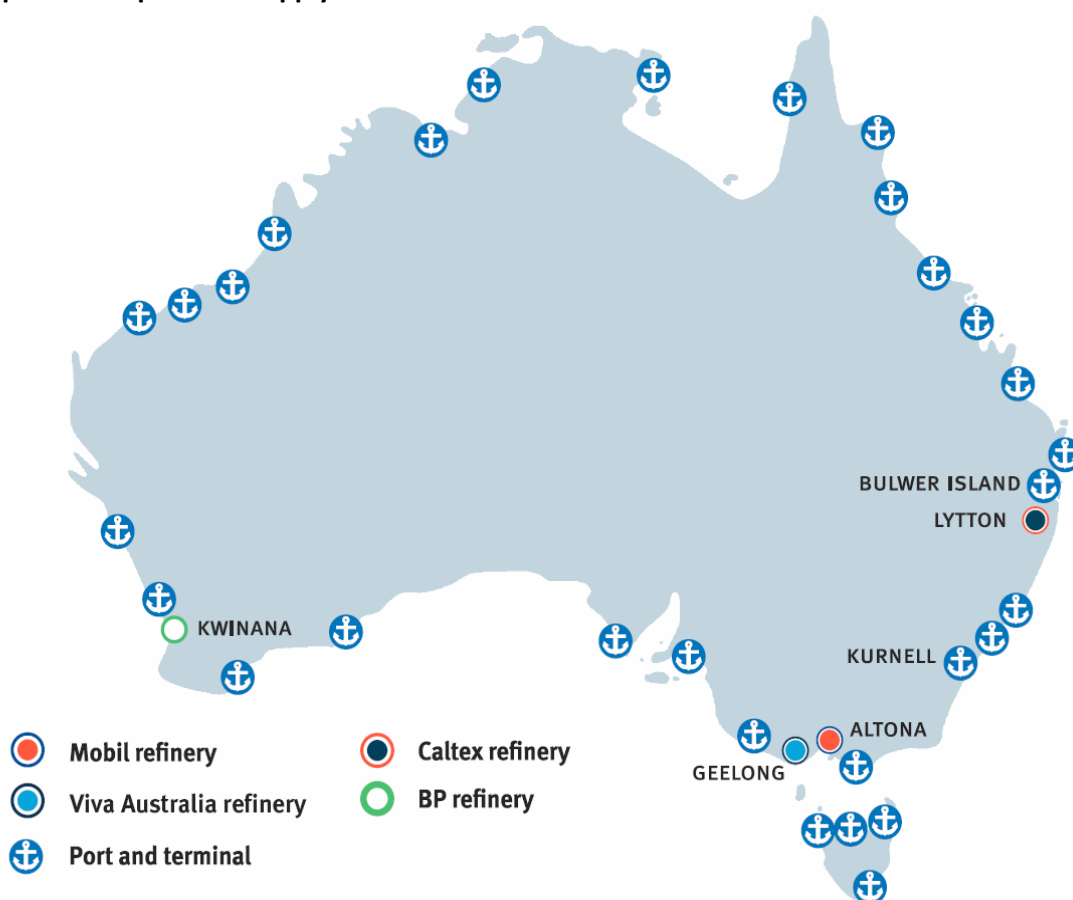 BULWER ISLAND
LYTTON
KWINANA
KURNELL
ALTONA
GEELONG
Mobil refinery
Caltex refinery
Viva Australia refinery
BP refinery
Port and terminal